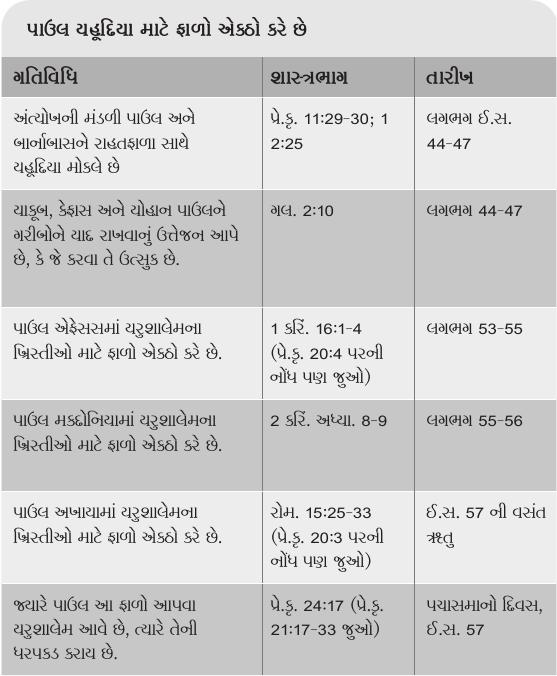 પાઉલ યહૂદિયા માટે ફાળો એકઠો કરે છે
ગતિવિધિ શાસ્ત્રભાગ તારીખ
અંત્યોખની મંડળી પાઉલ અને પ્રે.કૃ. 11:29-30; 1 લગભગ ઈ.સ.
બાર્નાબાસને રાહતફાળા સાથે 2:25 44-47
યહૂદિયા મોકલે છે
યાકૂબ, કેફાસ અને યોહાન પાઉલને ગલ. 2:10 લગભગ 44-47
ગરીબોને યાદ રાખવાનું ઉત્તેજન આપે
છે, કે જે કરવા તે ઉત્સુક છે.
પાઉલ એફેસસમાં યરુશાલેમના 1 કરિં. 16:1-4 લગભગ 53-55
ખ્રિસ્તીઓ માટે ફાળો એકઠો કરે છે. (પ્રે.કૃ. 20:4 પરની
નોંધ પણ જુઓ)
પાઉલ મક્દોનિયામાં યરુશાલેમના 2 કરિં. અધ્યા. 8-9 લગભગ 55-56
ખ્રિસ્તીઓ માટે ફાળો એકઠો કરે છે.
પાઉલ અખાયામાં યરુશાલેમના રોમ. 15:25-33 ઈ.સ. 57 ની વસંત
ખ્રિસ્તીઓ માટે ફાળો એકઠો કરે છે. (પ્રે.કૃ. 20:3 પરની ઋતુ
નોંધ પણ જુઓ)
જ્યારે પાઉલ આ ફાળો આપવા પ્રે.કૃ. 24:17 (પ્રે.કૃ. પચાસમાનો દિવસ,
યરુશાલેમ આવે છે, ત્યારે તેની 21:17-33 જુઓ) ઈ.સ. 57
ધરપકડ કરાય છે.